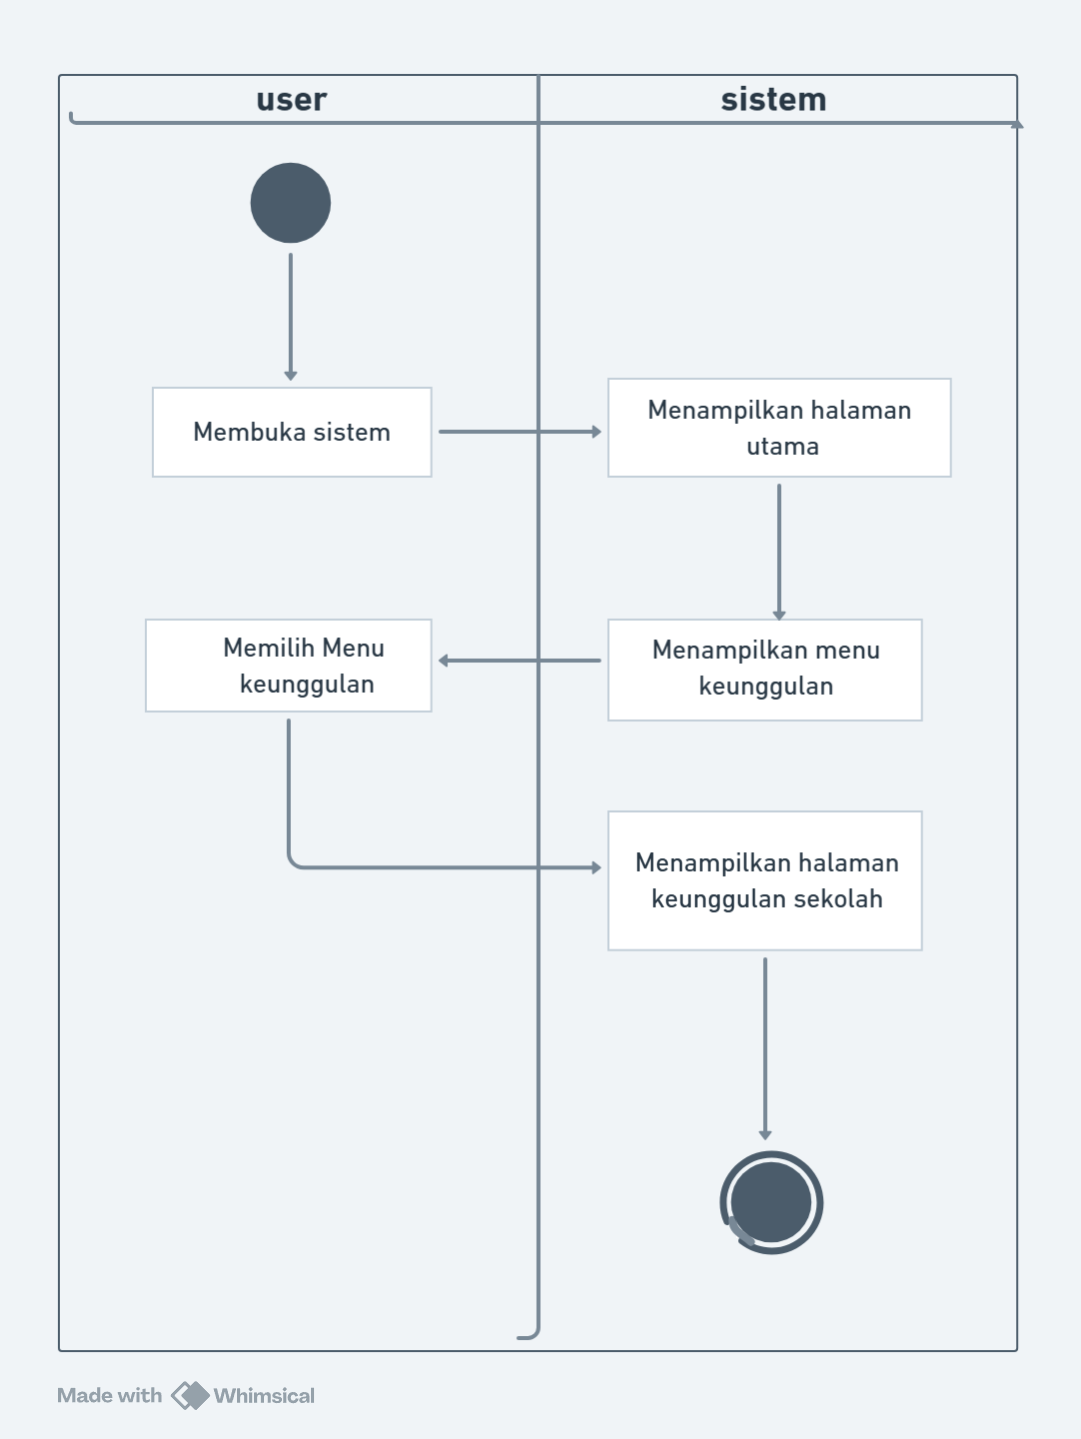 user
sistem
Membuka sistem
Menampilkan halaman
utama
Memilih Menu
keunggulan
Menampilkan menu
keunggulan
Menampilkan halaman
keunggulan sekolah
Made with Whimsical